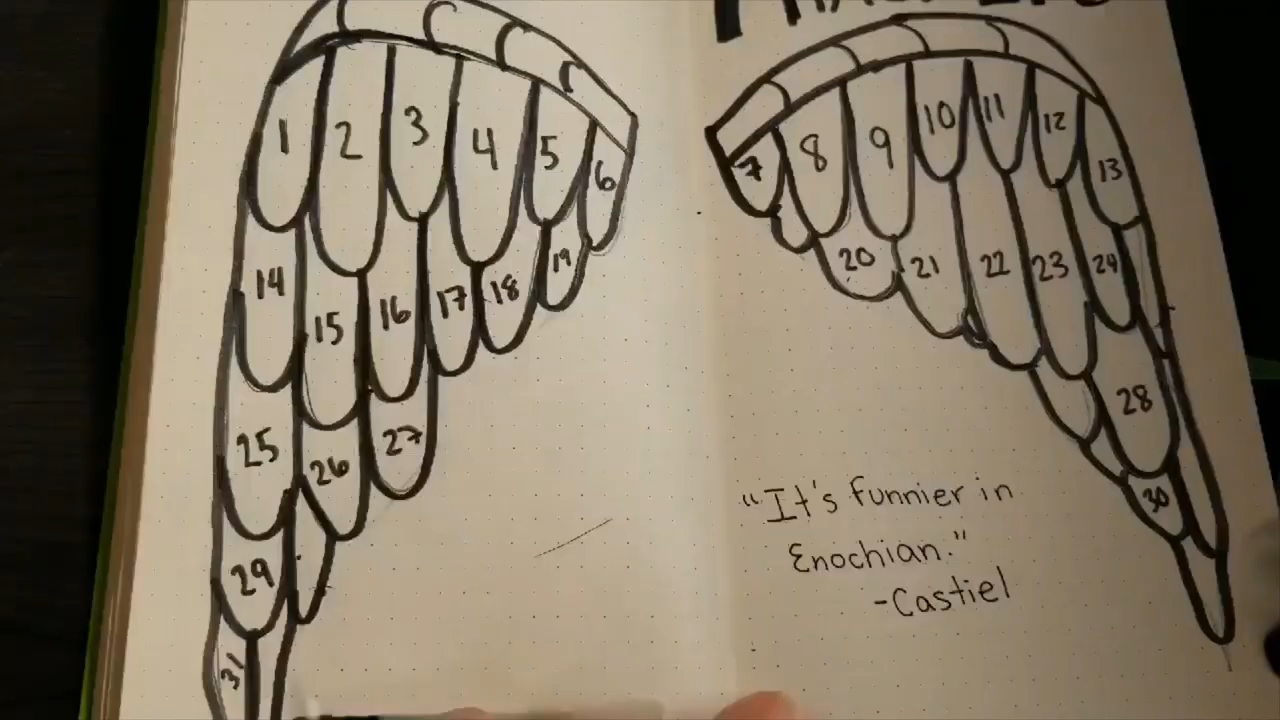 1 2 3 4 5 6
7 8 9 10 11 12 13
14 15 16 17 18 19
20 21 22 23 24
25 26 27
28
29
30
31
"It's funnier in
Enochian."
-Castiel